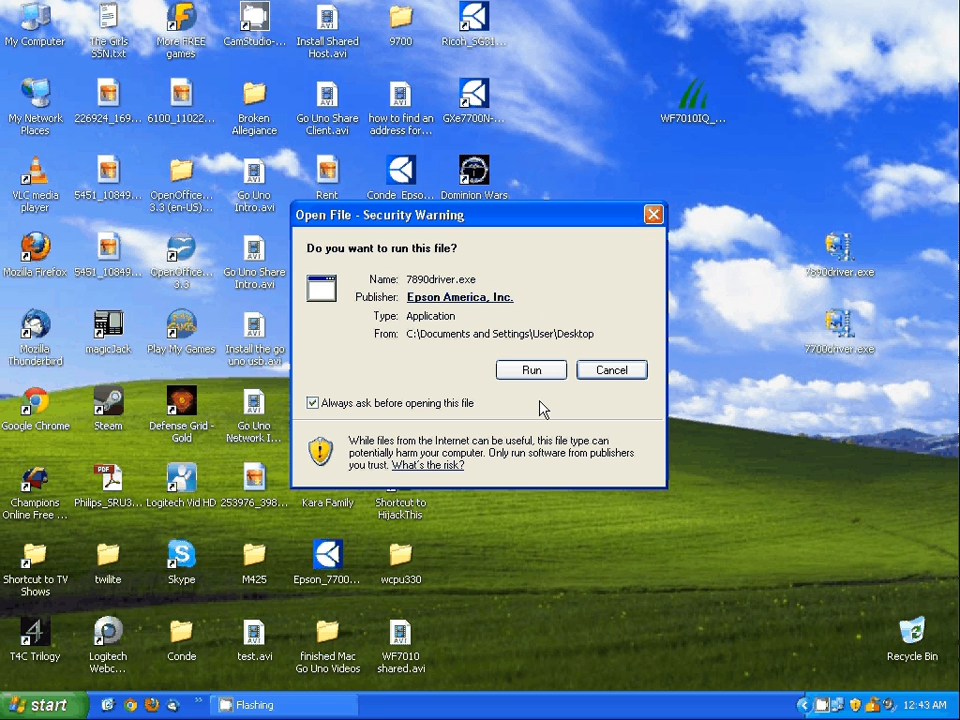 My Computer
The Girls
SSN.txt
More FREE
games
CamStudio-...
Install Shared
Host.avi
9700
Ricoh_SG31...
My Network
Places
226924_169...
6100_11022...
Broken
Allegiance
Go Uno Share
Client.avi
how to find an
address for...
GXe7700N-...
WF7010IQ_...
VLC media
player
5451_10849...
OpenOffice...
3.3 (en-US)...
Go Uno
Intro.avi
Rent
Conde_Epso...
Dominion Wars
Mozilla Firefox
5451_10849...
OpenOffice...
3.3
Go Uno Share
Intro.avi
7890driver.exe
Mozilla
Thunderbird
magicJack
Play My Games
Install the go
uno usb.avi
7700driver.exe
Google Chrome
Steam
Defense Grid -
Gold
Go Uno
Network I...
Champions
Online Free ...
PDF
Philips_SRU3...
Logitech Vid HD
253976_398...
Kara Family
Shortcut to
HijackThis
Shortcut to TV
Shows
twilite
Skype
M425
Epson_7700...
wcpu330
T4C Trilogy
Logitech
Webc...
Conde
test.avi
finished Mac
Go Uno Videos
WF7010
shared.avi
Recycle Bin
Open File - Security Warning
Do you want to run this file?
Name: 7890driver.exe
Publisher: Epson America, Inc.
Type: Application
From: C:\Documents and Settings\User\Desktop
Run
Cancel
Always ask before opening this file
While files from the Internet can be useful, this file type can
potentially harm your computer. Only run software from publishers
you trust. What's the risk?
start
Flashing
12:43 AM